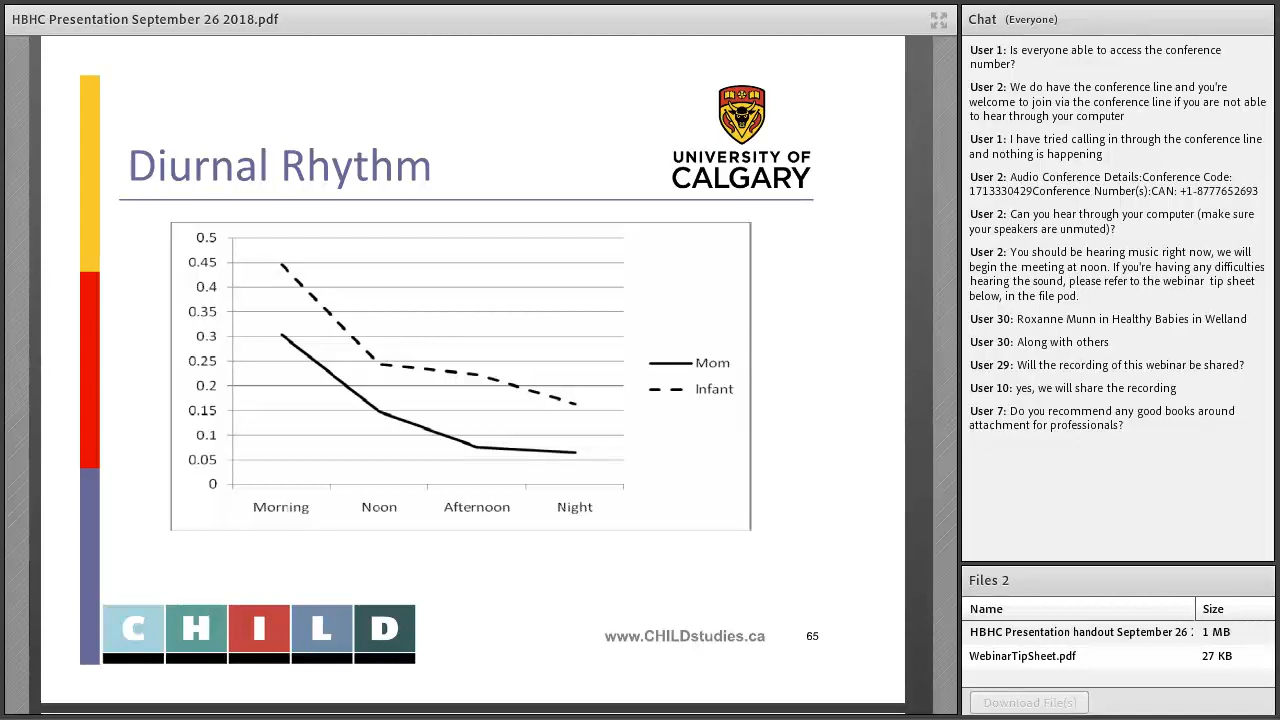 HBHC Presentation September 26 2018.pdf
UNIVERSITY OF
CALGARY
Diurnal Rhythm
0.5
0.45
0.4
0.35
0.3
0.25
0.2
0.15
0.1
0.05
0
Morning Noon Afternoon Night
Mom
Infant
C H I L D
www.CHILDstudies.ca
65
Chat (Everyone)
User 1: Is everyone able to access the conference
number?
User 2: We do have the conference line and you're
welcome to join via the conference line if you are not able
to hear through your computer
User 1: I have tried calling in through the conference line
and nothing is happening
User 2: Audio Conference Details:Conference Code:
1713330429Conference Number(s):CAN: +1-8777652693
User 2: Can you hear through your computer (make sure
your speakers are unmuted)?
User 2: You should be hearing music right now, we will
begin the meeting at noon. If you're having any difficulties
hearing the sound, please refer to the webinar tip sheet
below, in the file pod.
User 30: Roxanne Munn in Healthy Babies in Welland
User 30: Along with others
User 29: Will the recording of this webinar be shared?
User 10: yes, we will share the recording
User 7: Do you recommend any good books around
attachment for professionals?
Files 2
Name Size
HBHC Presentation handout September 26 1 MB
WebinarTipSheet.pdf 27 KB
Download File(s)